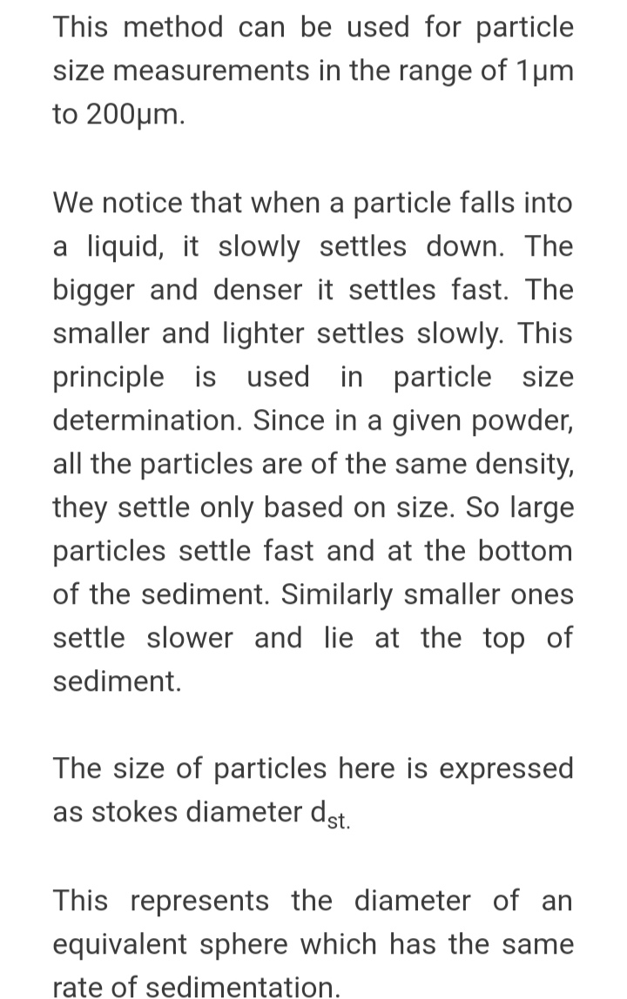 This method can be used for particle
size measurements in the range of 1µm
to 200µm.
We notice that when a particle falls into
a liquid, it slowly settles down. The
bigger and denser it settles fast. The
smaller and lighter settles slowly. This
principle is used in particle size
determination. Since in a given powder,
all the particles are of the same density,
they settle only based on size. So large
particles settle fast and at the bottom
of the sediment. Similarly smaller ones
settle slower and lie at the top of
sediment.
The size of particles here is expressed
as stokes diameter dst.
This represents the diameter of an
equivalent sphere which has the same
rate of sedimentation.